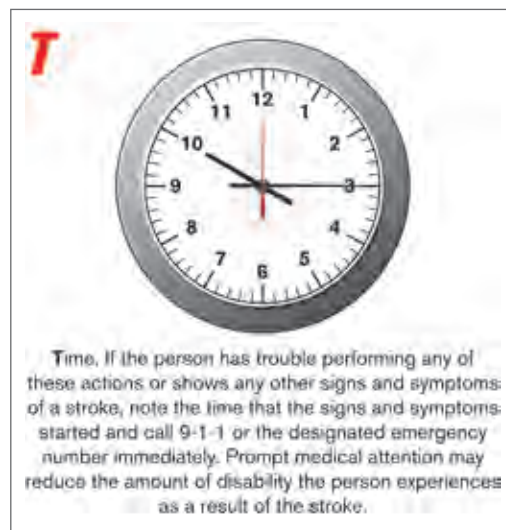 T
12
11 1
10 2
9 3
8 4
7 5
6
Time. If the person has trouble performing any of
these actions or shows any other signs and symptoms
of a stroke, note the time that the signs and symptoms
started and call 9-1-1 or the designated emergency
number immediately. Prompt medical attention may
reduce the amount of disability the person experiences
as a result of the stroke.